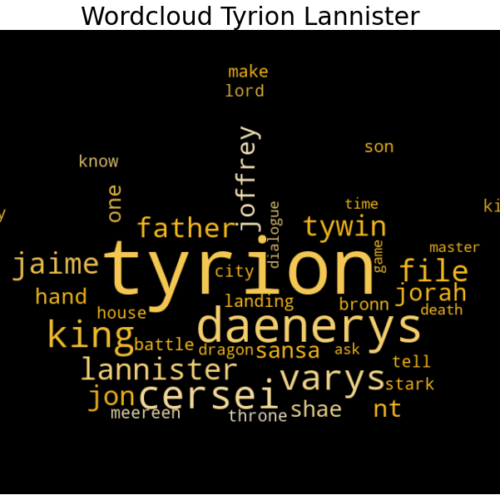 Wordcloud Tyrion Lannister
make
lord
joffrey
son
know
one
dialogue
time
y
ki
father
tywin
game
master
jaime
tyrion
city
file
hand
landing
bronn
jorah
house
death
king
daenerys
battle
dragon
sansa
ask
lannister
varys
tell
stark
jon
cersei
meereen
throne
shae
nt